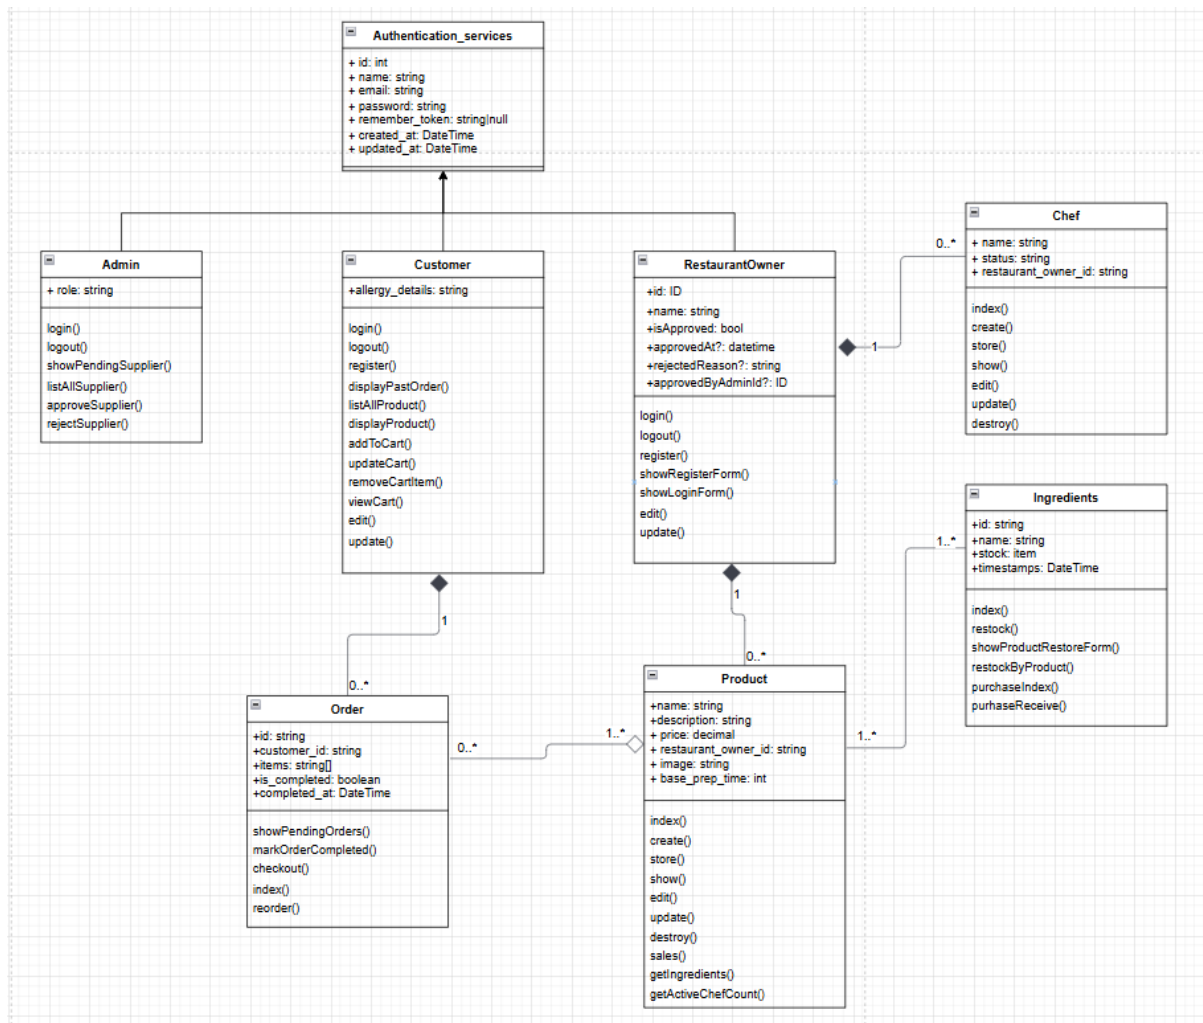 Authentication_services
+ id: int
+ name: string
+ email: string
+ password: string
+ remember_token: string|null
+ created_at: DateTime
+ updated_at: DateTime
Admin
+ role: string
login()
logout()
showPendingSupplier()
listAllSupplier()
approveSupplier()
rejectSupplier()
Customer
+allergy_details: string
login()
logout()
register()
displayPastOrder()
listAllProduct()
displayProduct()
addToCart()
updateCart()
removeCartItem()
viewCart()
edit()
update()
RestaurantOwner
+id: ID
+name: string
+isApproved: bool
+approvedAt?: datetime
+rejectedReason?: string
+approvedByAdminId?: ID
login()
logout()
register()
showRegisterForm()
showLoginForm()
edit()
update()
0..*
1
Chef
+ name: string
+ status: string
+ restaurant_owner_id: string
index()
create()
store()
show()
edit()
update()
destroy()
Ingredients
+id: string
+name: string
+stock: item
+timestamps: DateTime
index()
restock()
showProductRestoreForm()
restockByProduct()
purchaseIndex()
purhaseReceive()
1..*
1..*
1
0..*
1
0..*
Order
+id: string
+customer_id: string
+items: string[]
+is_completed: boolean
+completed_at: DateTime
showPendingOrders()
markOrderCompleted()
checkout()
index()
reorder()
0..*
1..*
Product
+name: string
+description: string
+ price: decimal
+ restaurant_owner_id: string
+ image: string
+ base_prep_time: int
index()
create()
store()
show()
edit()
update()
destroy()
sales()
getIngredients()
getActiveChefCount()